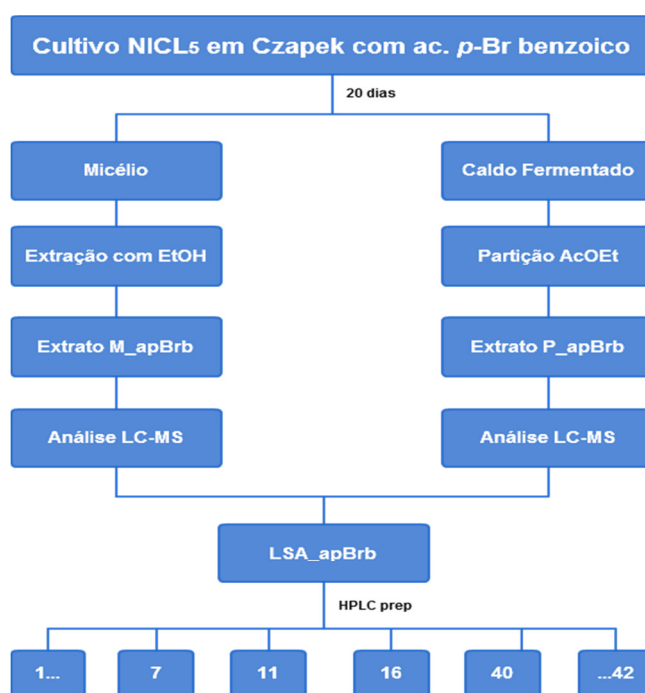 Cultivo NICL5 em Czapek com ac. p-Br benzoico
20 dias
Micélio
Caldo Fermentado
Extração com EtOH
Partição AcOEt
Extrato M_apBrb
Extrato P_apBrb
Análise LC-MS
Análise LC-MS
LSA_apBrb
HPLC prep
1...
7
11
16
40
...42